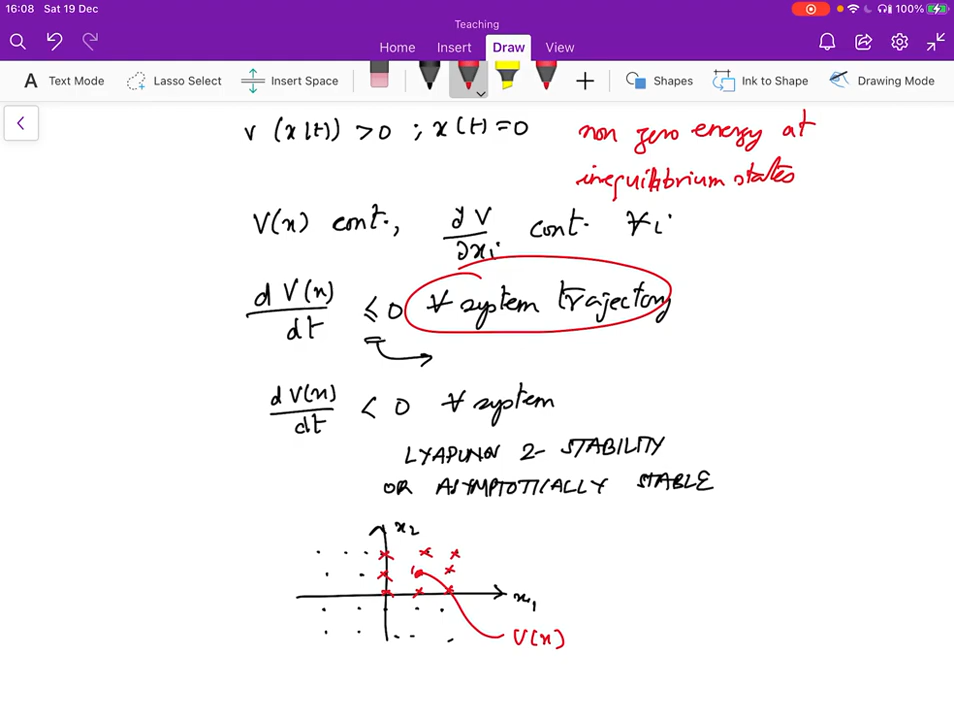 16:08 Sat 19 Dec
100%
Teaching
Home Insert Draw View
A Text Mode Lasso Select Insert Space Shapes Ink to Shape Drawing Mode
V (x(t)) > 0 ; x(t) = 0
non zero energy at
inequilibrium states
V(x) cont., ∂V/∂xi cont. ∀i
dV(x)/dt ≤ 0 ∀ system trajectory
dV(x)/dt < 0 ∀ system
LYAPUNOV 2- STABILITY
OR ASYMPTOTICALLY STABLE
x2
x1
V(x)